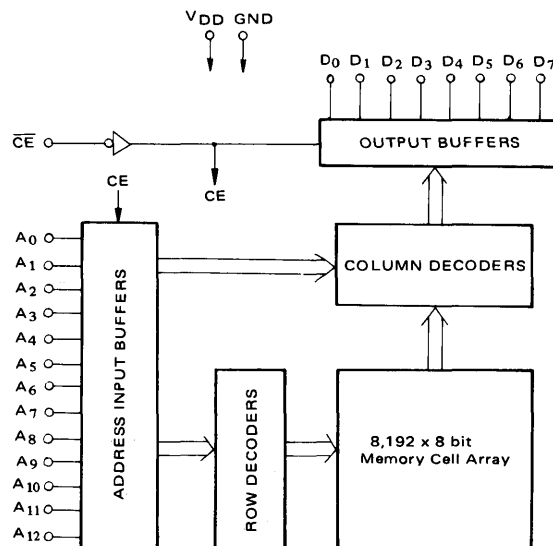 VDD GND
D0 D1 D2 D3 D4 D5 D6 D7
CE
OUTPUT BUFFERS
CE
CE
A0
A1
A2
A3
A4
A5
A6
A7
A8
A9
A10
A11
A12
ADDRESS INPUT BUFFERS
COLUMN DECODERS
ROW DECODERS
8,192 x 8 bit
Memory Cell Array